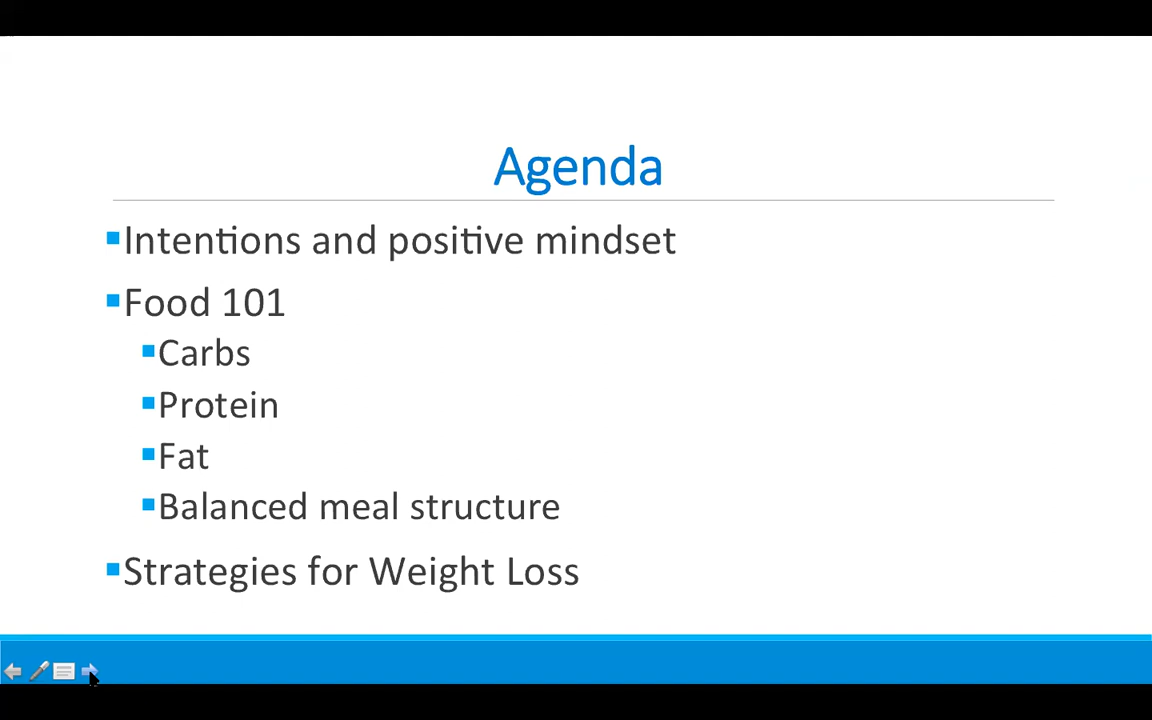 Agenda
Intentions and positive mindset
Food 101
Carbs
Protein
Fat
Balanced meal structure
Strategies for Weight Loss